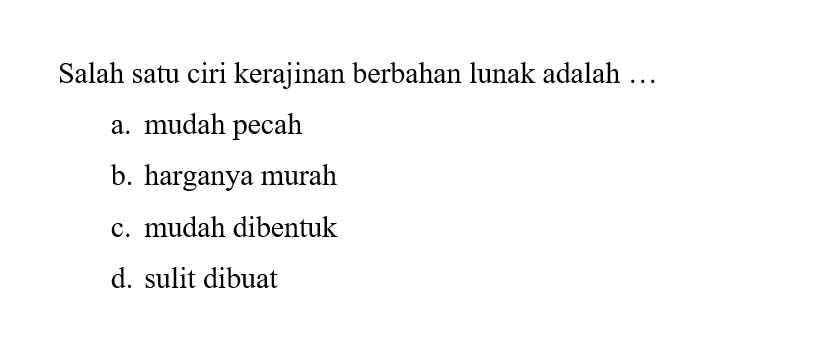 Salah satu ciri kerajinan berbahan lunak adalah …
a. mudah pecah
b. harganya murah
c. mudah dibentuk
d. sulit dibuat